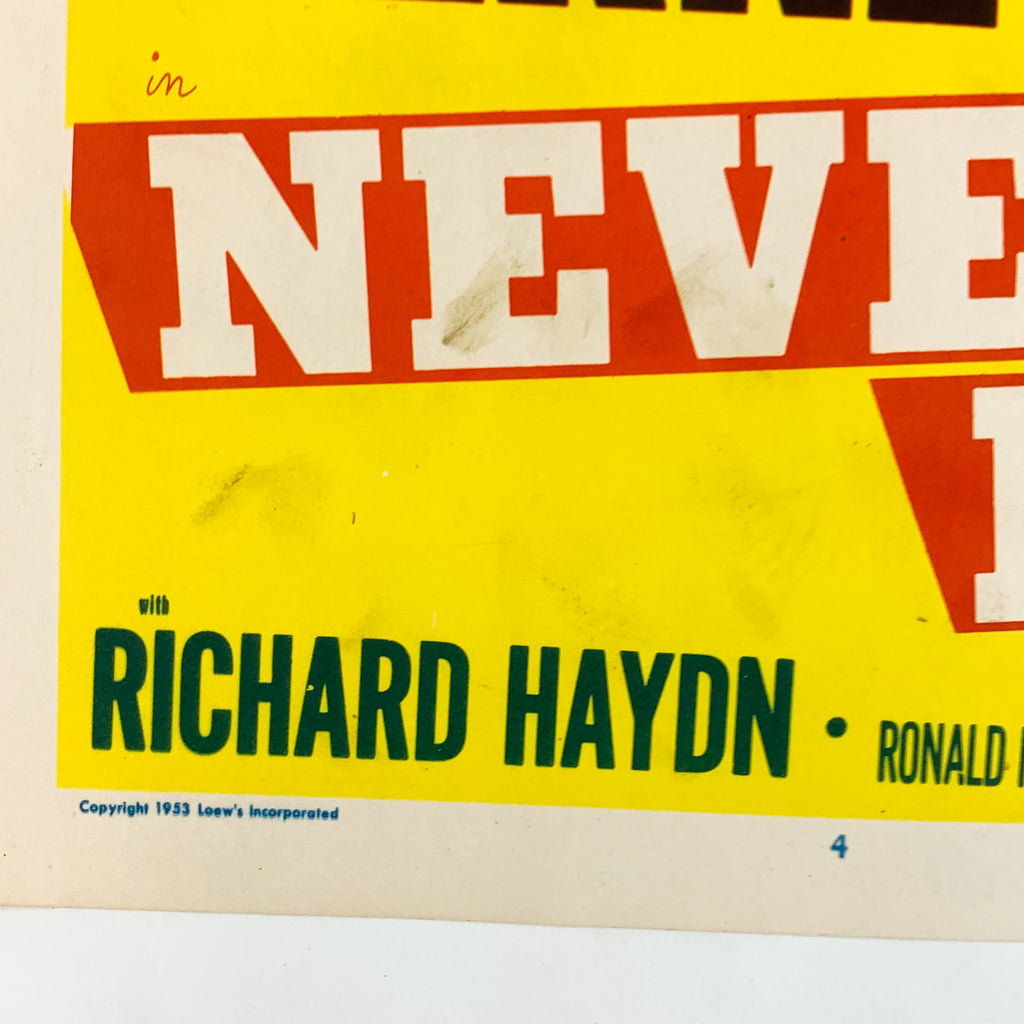 in
NEVE
with
RICHARD HAYDN • RONALD
Copyright 1953 Loew's Incorporated
4